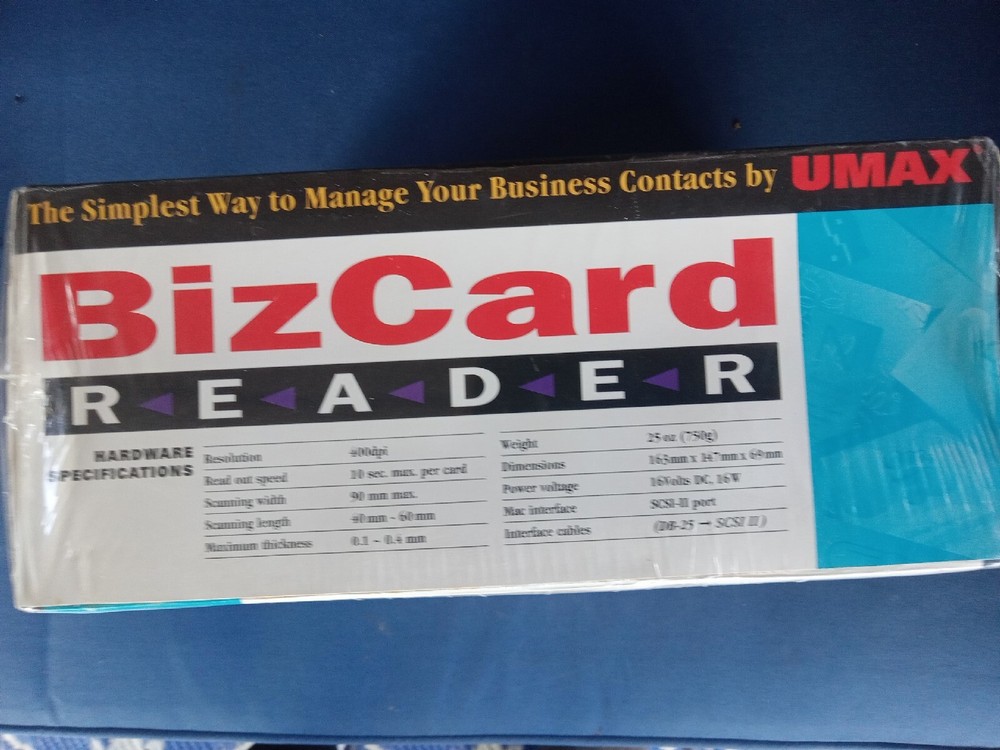 The Simplest Way to Manage Your Business Contacts by UMAX
BizCard
READER
HARDWARE SPECIFICATIONS
Resolution 400dpi
Read out speed 10 sec. max. per card
Scanning width 90 mm max.
Scanning length 40 mm ~ 60 mm
Maximum thickness 0.1 ~ 0.4 mm
Weight 25 oz (750g)
Dimensions 163mm x 147mm x 69mm
Power voltage 16Volts DC, 16W
Mac interface SCSI-II port
Interface cables (DB-25 → SCSI II)